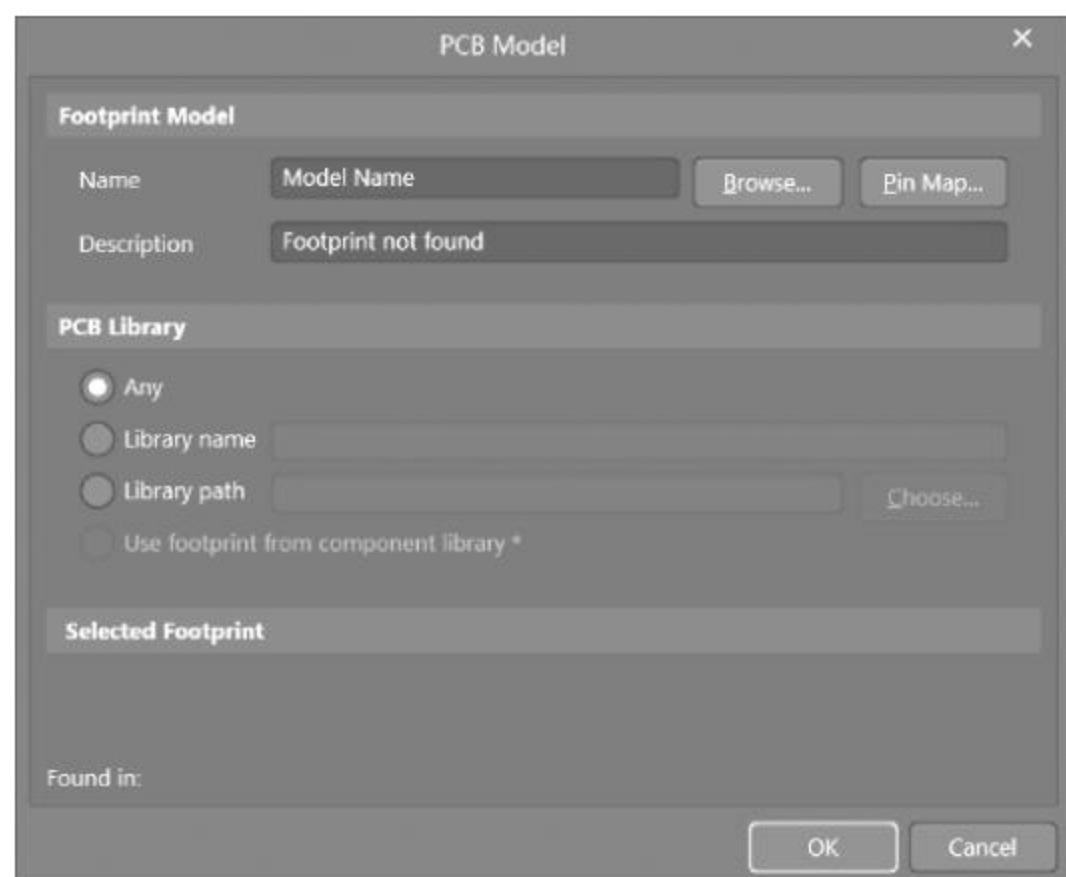 PCB Model
Footprint Model
Name Model Name Browse... Pin Map...
Description Footprint not found
PCB Library
Any
Library name
Library path Choose...
Use footprint from component library *
Selected Footprint
Found in:
OK Cancel